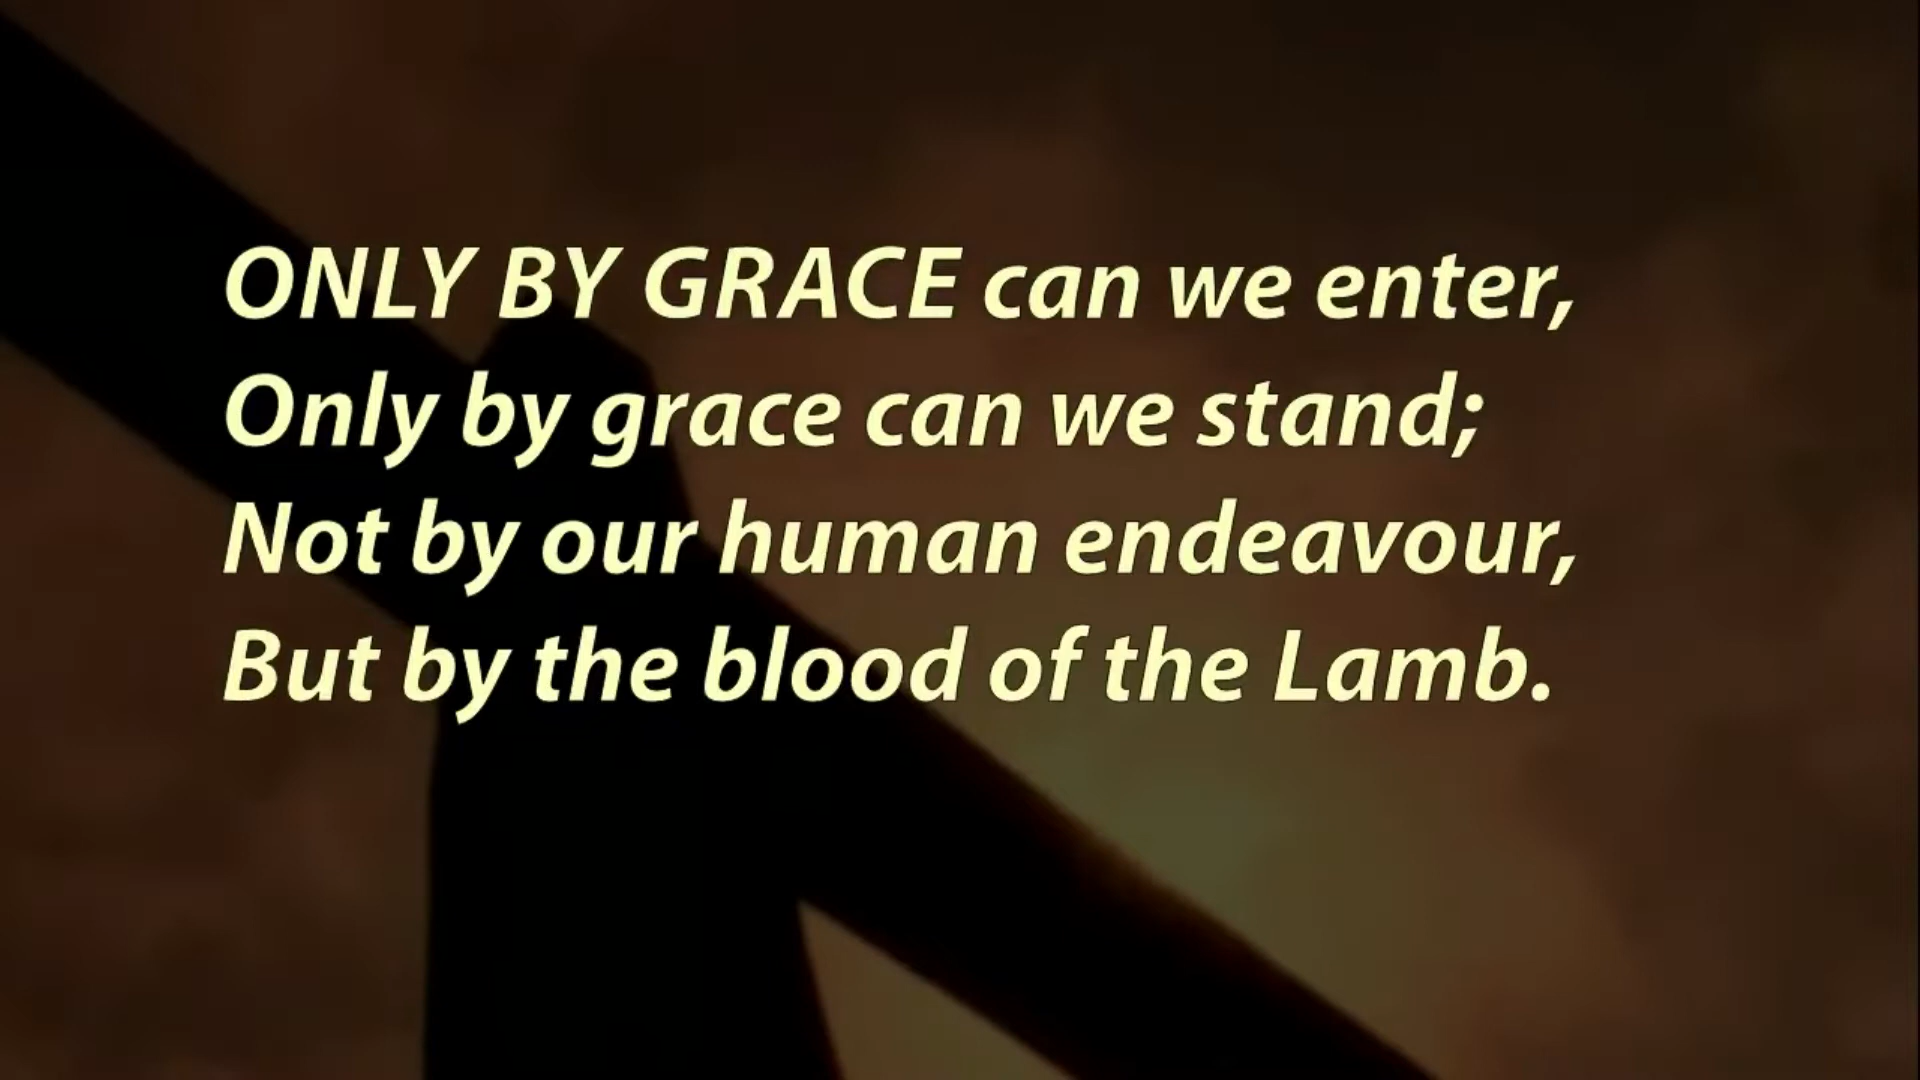 ONLY BY GRACE can we enter,
Only by grace can we stand;
Not by our human endeavour,
But by the blood of the Lamb.